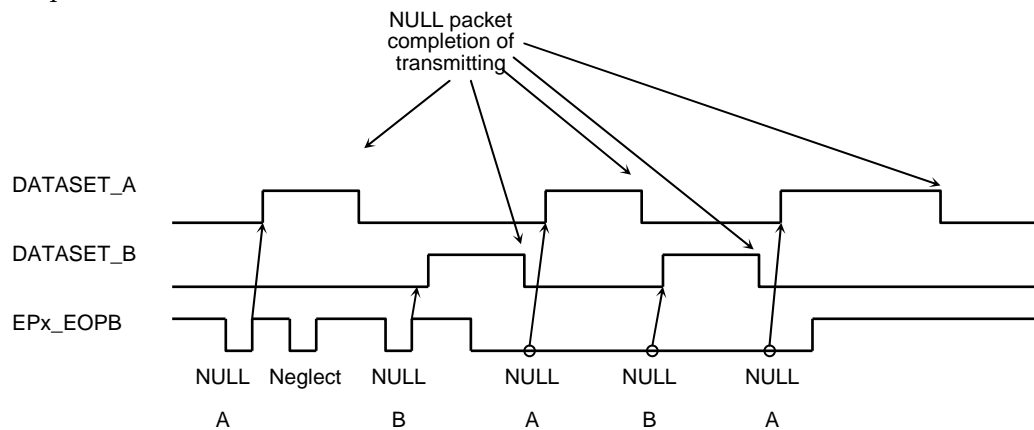 NULL packet
completion of
transmitting
DATASET_A
DATASET_B
EPx_EOPB
NULL Neglect NULL NULL NULL NULL
A B A B A